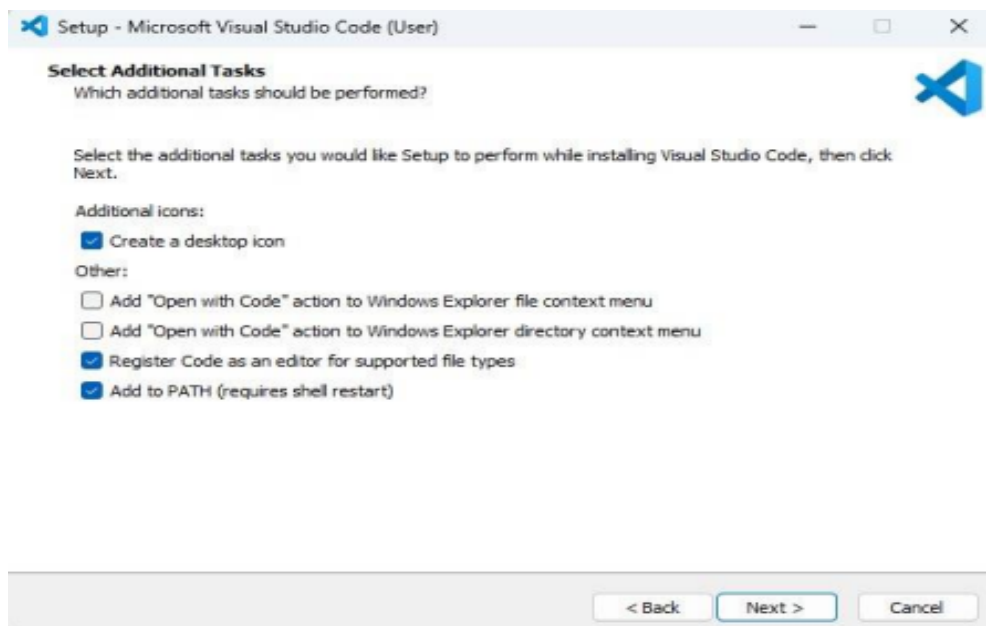 Setup - Microsoft Visual Studio Code (User)
Select Additional Tasks
Which additional tasks should be performed?
Select the additional tasks you would like Setup to perform while installing Visual Studio Code, then click
Next.
Additional icons:
Create a desktop icon
Other:
Add "Open with Code" action to Windows Explorer file context menu
Add "Open with Code" action to Windows Explorer directory context menu
Register Code as an editor for supported file types
Add to PATH (requires shell restart)
< Back Next > Cancel